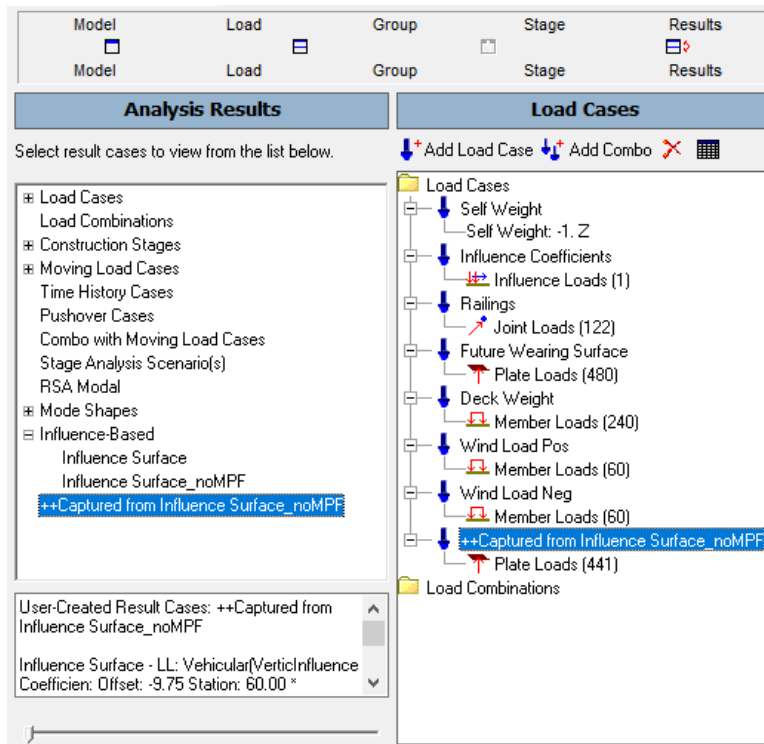 Model Load Group Stage Results
Model Load Group Stage Results
Analysis Results
Select result cases to view from the list below.
Load Cases
Load Combinations
Construction Stages
Moving Load Cases
Time History Cases
Pushover Cases
Combo with Moving Load Cases
Stage Analysis Scenario(s)
RSA Modal
Mode Shapes
Influence-Based
Influence Surface
Influence Surface_noMPF
++Captured from Influence Surface_noMPF
User-Created Result Cases: ++Captured from
Influence Surface_noMPF
Influence Surface - LL: Vehicular(VerticInfluence
Coefficien: Offset: -9.75 Station: 60.00 *
Load Cases
Add Load Case Add Combo
Load Cases
Self Weight
Self Weight: -1. Z
Influence Coefficients
Influence Loads (1)
Railings
Joint Loads (122)
Future Wearing Surface
Plate Loads (480)
Deck Weight
Member Loads (240)
Wind Load Pos
Member Loads (60)
Wind Load Neg
Member Loads (60)
++Captured from Influence Surface_noMPF
Plate Loads (441)
Load Combinations